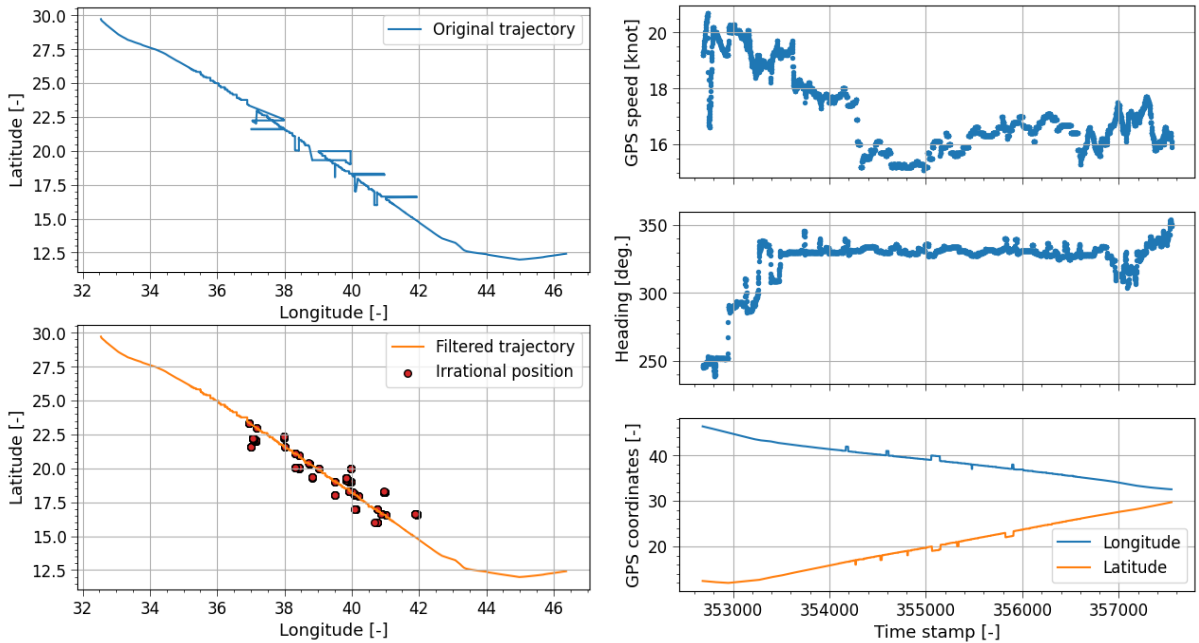 30.0
27.5
25.0
22.5
20.0
17.5
15.0
12.5
Latitude [-]
Original trajectory
32 34 36 38 40 42 44 46
Longitude [-]
30.0
27.5
25.0
22.5
20.0
17.5
15.0
12.5
Latitude [-]
Filtered trajectory
Irrational position
32 34 36 38 40 42 44 46
Longitude [-]
20
18
16
GPS speed [knot]
350
300
250
Heading [deg.]
40
30
20
GPS coordinates [-]
Longitude
Latitude
353000 354000 355000 356000 357000
Time stamp [-]